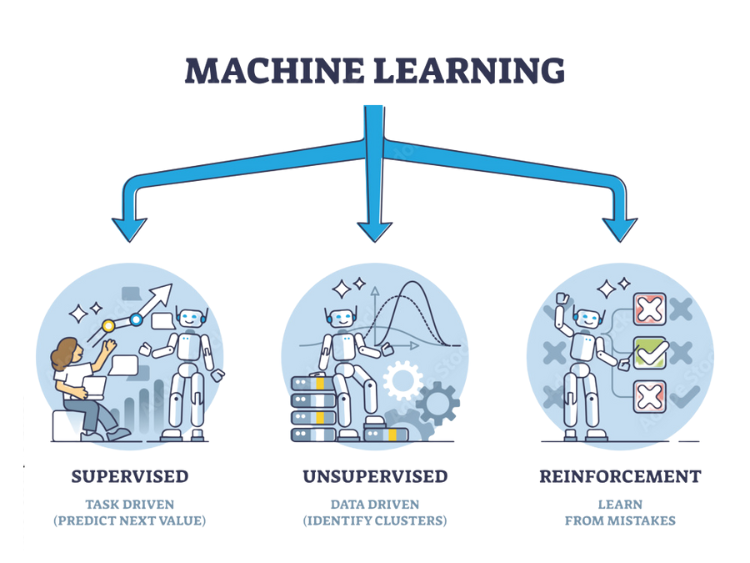 MACHINE LEARNING
SUPERVISED
TASK DRIVEN
(PREDICT NEXT VALUE)
UNSUPERVISED
DATA DRIVEN
(IDENTIFY CLUSTERS)
REINFORCEMENT
LEARN
FROM MISTAKES